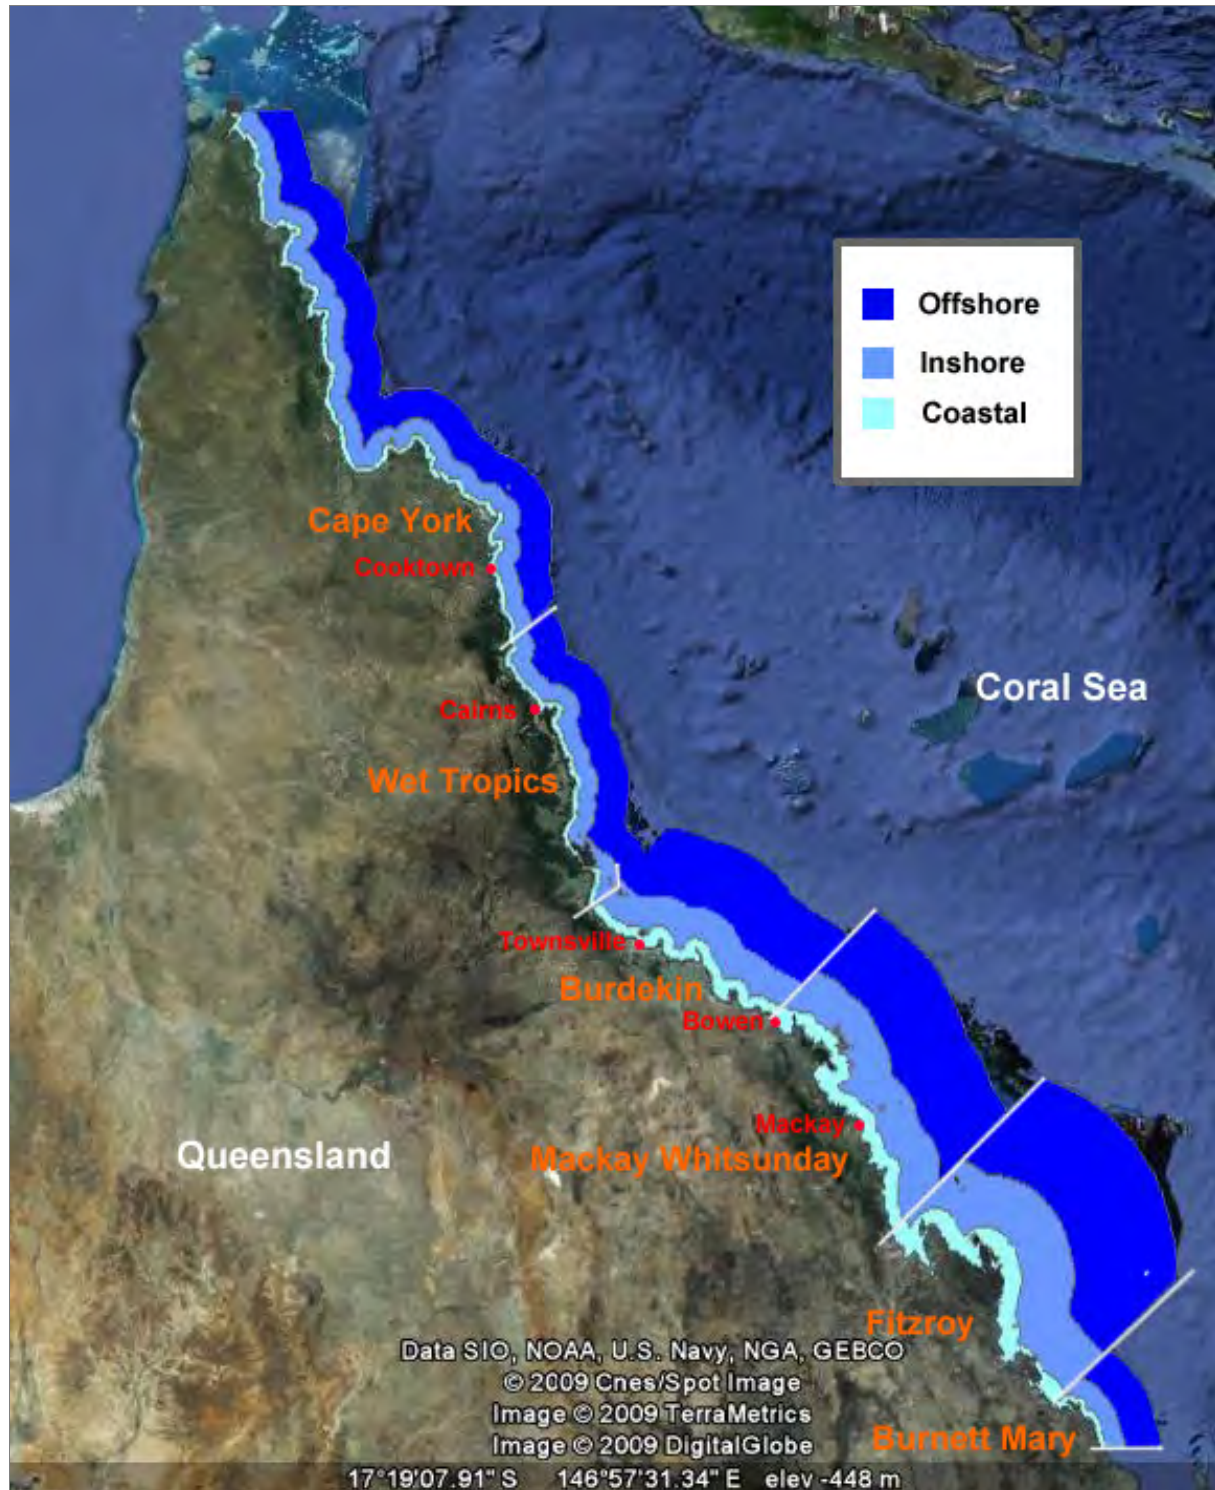 Offshore
Inshore
Coastal
Cape York
Cooktown
Coral Sea
Cairns
Wet Tropics
Townsville
Burdekin
Bowen
Mackay
Queensland
Mackay Whitsunday
Fitzroy
Data SIO, NOAA, U.S. Navy, NGA, GEBCO
© 2009 Cnes/Spot Image
Image © 2009 TerraMetrics
Image © 2009 DigitalGlobe
Burnett Mary
17°19'07.91" S 146°57'31.34" E elev -448 m